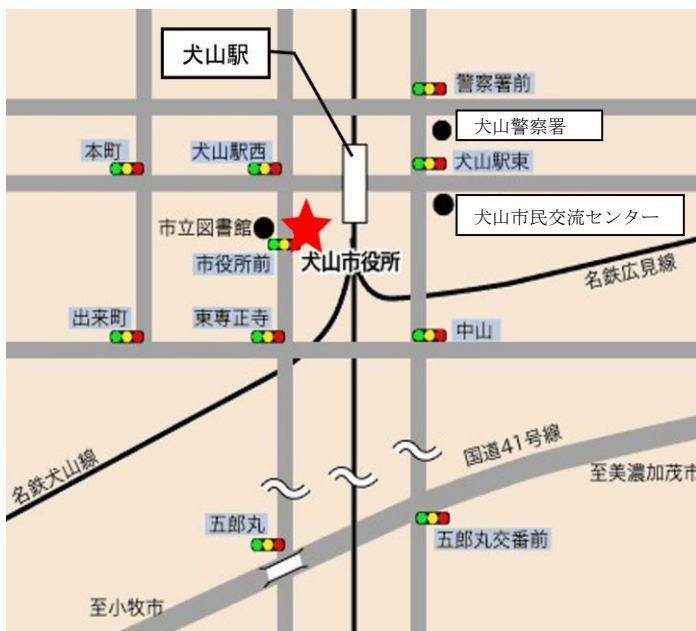 犬山駅
警察署前
犬山警察署
本町
犬山駅西
犬山駅東
犬山市民交流センター
市立図書館
市役所前
犬山市役所
名鉄広見線
出来町
東専正寺
中山
名鉄犬山線
国道41号線
至美濃加茂市
五郎丸
五郎丸交番前
至小牧市